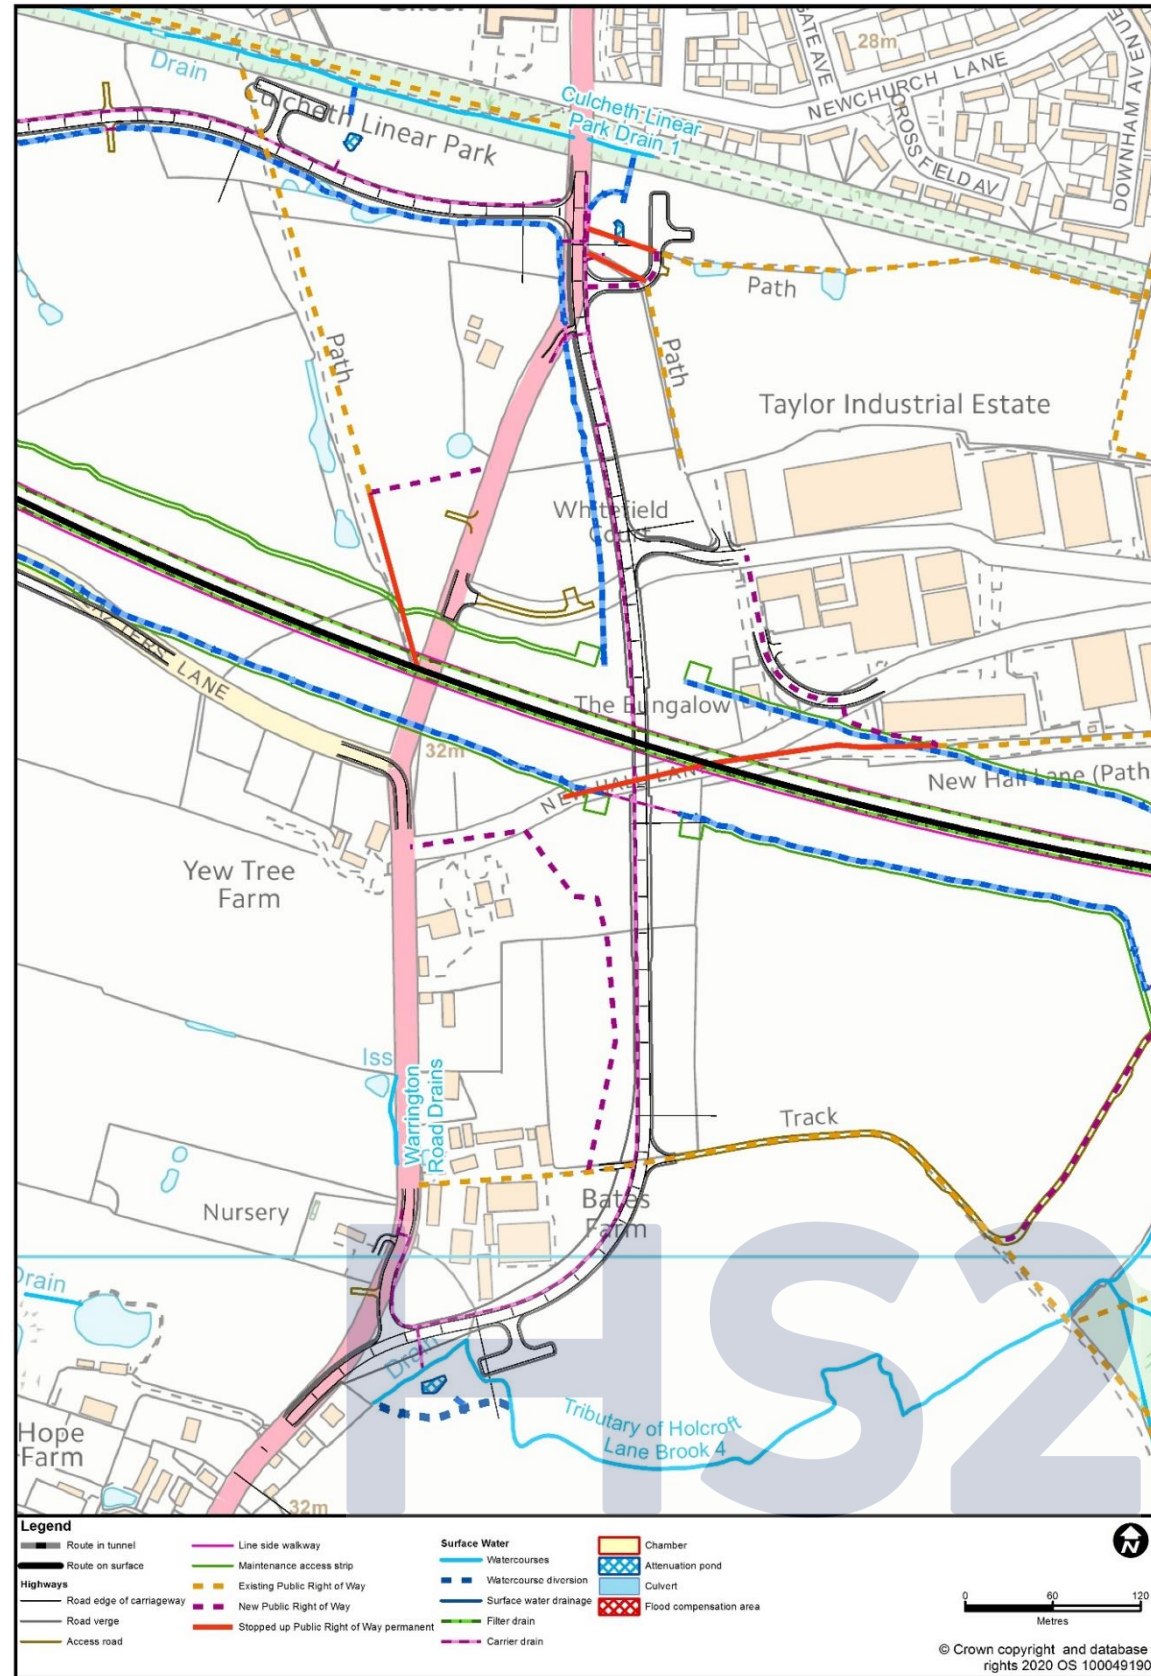 School
Drain
Culcheth Linear Park
Culcheth Linear
Park Drain 1
28m
GATE AVE
NEWCHURCH LANE
CROSSFIELD AV
DOWNHAM AVENUE
Path
Path
Path
Taylor Industrial Estate
Whitefield
Court
LANE
The Bungalow
32m
NEW HALL LANE
New Hall Lane (Path
Yew Tree
Farm
Iss
Warrington
Road Drains
Track
Nursery
Bates
Farm
Drain
Drain
HS2
Tributary of Holcroft
Lane Brook 4
Hope
Farm
32m
Legend
Route in tunnel
Route on surface
Highways
Road edge of carriageway
Road verge
Access road
Line side walkway
Maintenance access strip
Existing Public Right of Way
New Public Right of Way
Stopped up Public Right of Way permanent
Surface Water
Watercourses
Watercourse diversion
Surface water drainage
Filter drain
Carrier drain
Chamber
Attenuation pond
Culvert
Flood compensation area
N
0 60 120
Metres
© Crown copyright and database
rights 2020 OS 100049190